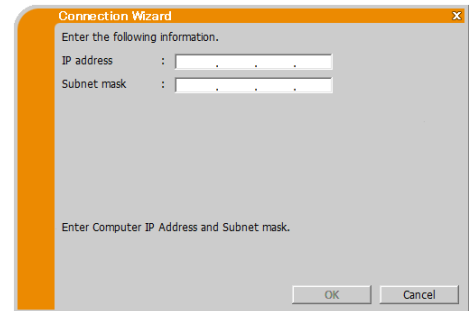 Connection Wizard x
Enter the following information.
IP address : . . .
Subnet mask : . . .
Enter Computer IP Address and Subnet mask.
OK Cancel